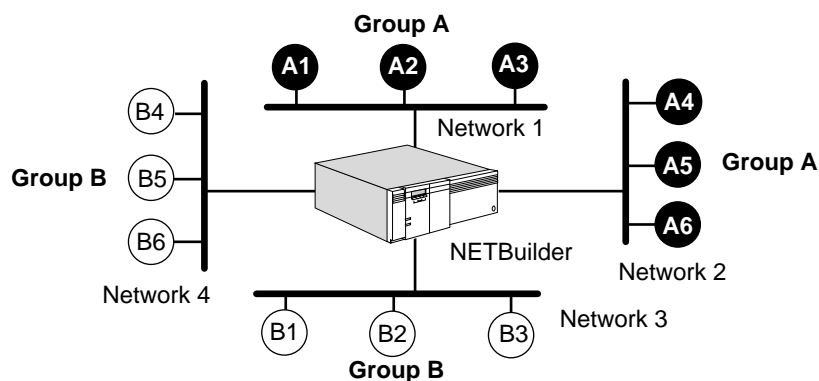 Group A
A1 A2 A3
Network 1
B4
B5
B6
Group B
Network 4
A4
A5
A6
Group A
Network 2
NETBuilder
B1 B2 B3
Network 3
Group B